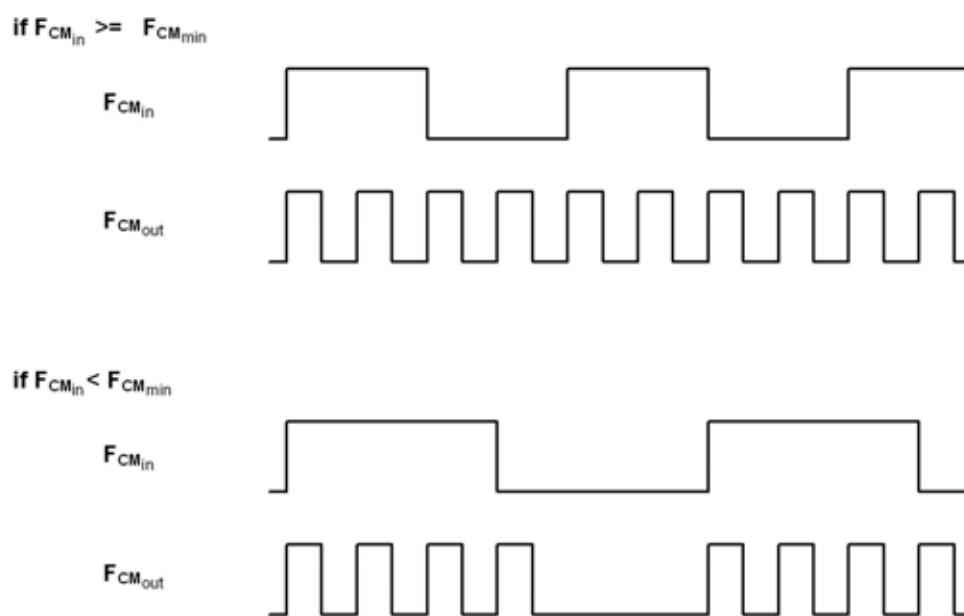 if FCMin >= FCMmin
FCMin
FCMout
if FCMin < FCMmin
FCMin
FCMout